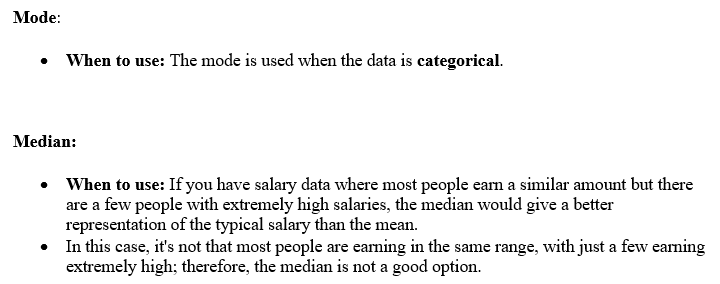 Mode:
• When to use: The mode is used when the data is categorical.
Median:
• When to use: If you have salary data where most people earn a similar amount but there
are a few people with extremely high salaries, the median would give a better
representation of the typical salary than the mean.
• In this case, it's not that most people are earning in the same range, with just a few earning
extremely high; therefore, the median is not a good option.